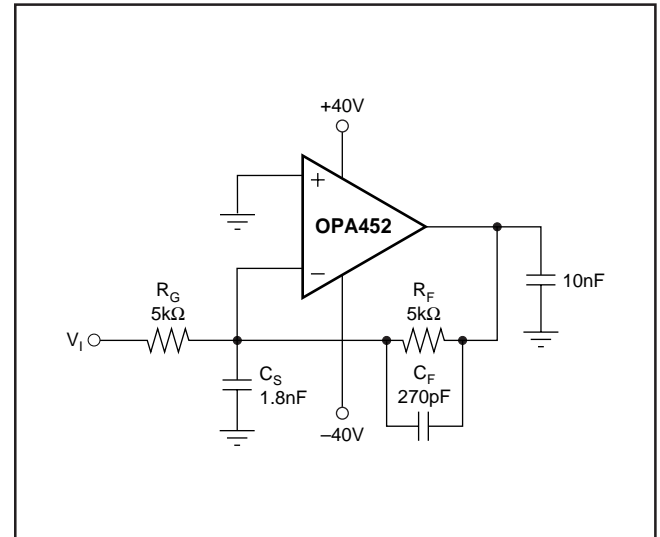 +40V
+
OPA452
–
10nF
R_G
5kΩ
R_F
5kΩ
V_I
C_S
1.8nF
C_F
270pF
–40V